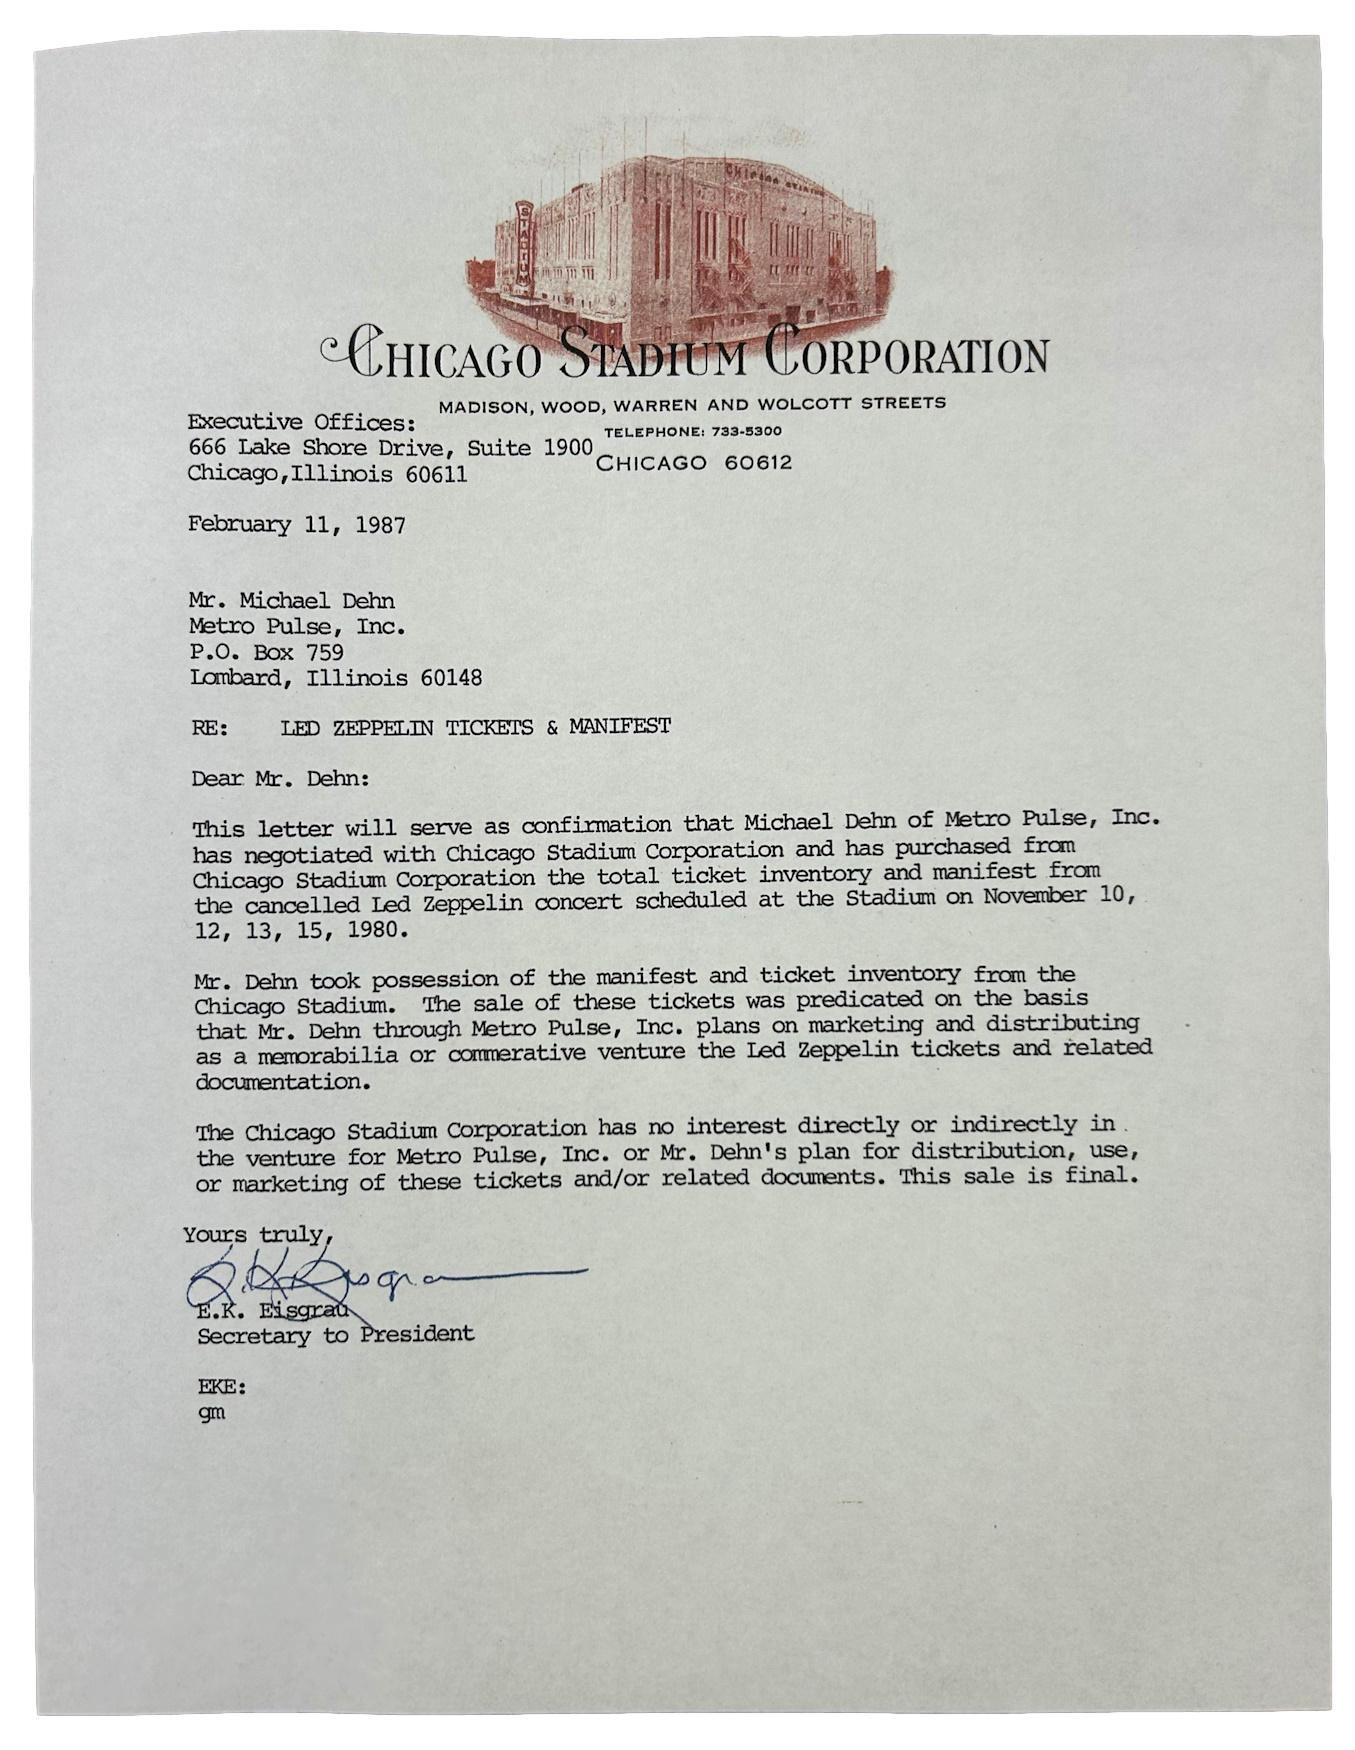 CHICAGO STADIUM
STADIUM
CHICAGO STADIUM CORPORATION
MADISON, WOOD, WARREN AND WOLCOTT STREETS
TELEPHONE: 733-5300
CHICAGO 60612
Executive Offices:
666 Lake Shore Drive, Suite 1900
Chicago,Illinois 60611
February 11, 1987
Mr. Michael Dehn
Metro Pulse, Inc.
P.O. Box 759
Lombard, Illinois 60148
RE: LED ZEPPELIN TICKETS & MANIFEST
Dear Mr. Dehn:
This letter will serve as confirmation that Michael Dehn of Metro Pulse, Inc.
has negotiated with Chicago Stadium Corporation and has purchased from
Chicago Stadium Corporation the total ticket inventory and manifest from
the cancelled Led Zeppelin concert scheduled at the Stadium on November 10,
12, 13, 15, 1980.
Mr. Dehn took possession of the manifest and ticket inventory from the
Chicago Stadium. The sale of these tickets was predicated on the basis
that Mr. Dehn through Metro Pulse, Inc. plans on marketing and distributing
as a memorabilia or commerative venture the Led Zeppelin tickets and related
documentation.
The Chicago Stadium Corporation has no interest directly or indirectly in
the venture for Metro Pulse, Inc. or Mr. Dehn's plan for distribution, use,
or marketing of these tickets and/or related documents. This sale is final.
Yours truly,
E.K. Eisgrau
Secretary to President
EKE:
gm